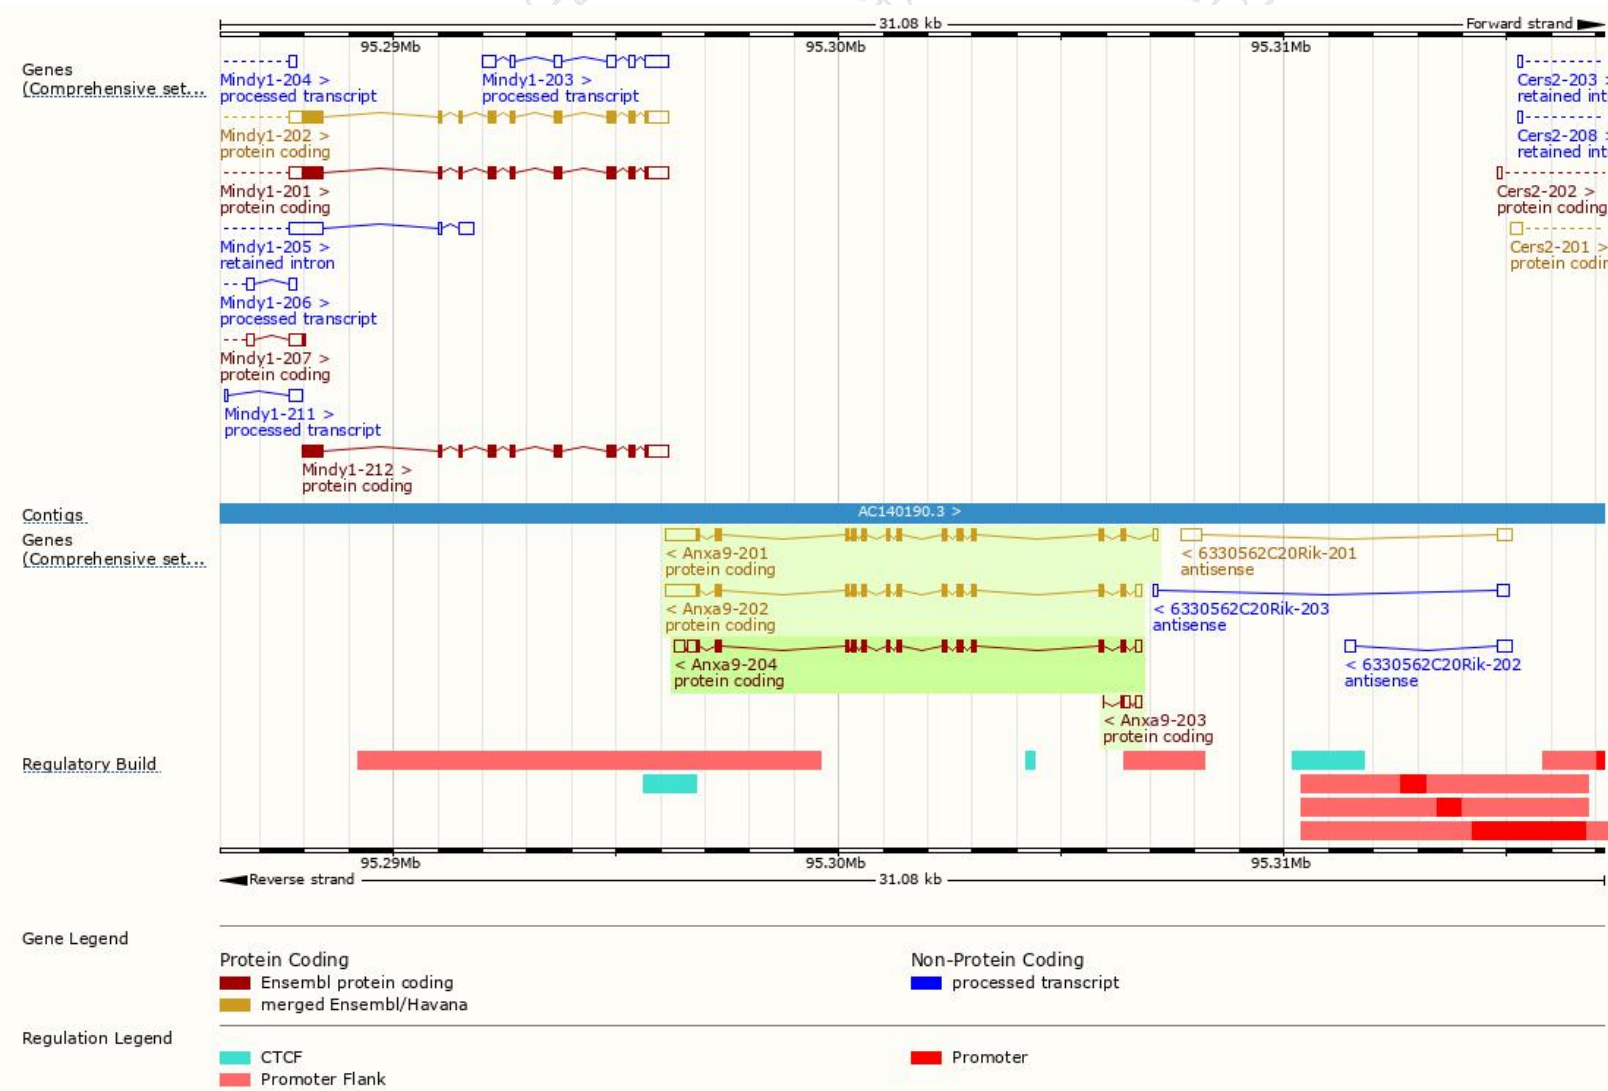 31.08 kb
Forward strand
95.29Mb 95.30Mb 95.31Mb
Genes
(Comprehensive set...
Mindy1-204 >
processed transcript
Mindy1-203 >
processed transcript
Cers2-203 >
retained int
Mindy1-202 >
protein coding
Cers2-208 >
retained int
Mindy1-201 >
protein coding
Cers2-202 >
protein coding
Mindy1-205 >
retained intron
Cers2-201 >
protein codin
Mindy1-206 >
processed transcript
Mindy1-207 >
protein coding
Mindy1-211 >
processed transcript
Mindy1-212 >
protein coding
Contigs
AC140190.3 >
Genes
(Comprehensive set...
< Anxa9-201
protein coding
< 6330562C20Rik-201
antisense
< Anxa9-202
protein coding
< 6330562C20Rik-203
antisense
< Anxa9-204
protein coding
< 6330562C20Rik-202
antisense
< Anxa9-203
protein coding
Regulatory Build
95.29Mb 95.30Mb 95.31Mb
Reverse strand
31.08 kb
Gene Legend
Protein Coding
Non-Protein Coding
Ensembl protein coding
processed transcript
merged Ensembl/Havana
Regulation Legend
CTCF
Promoter
Promoter Flank